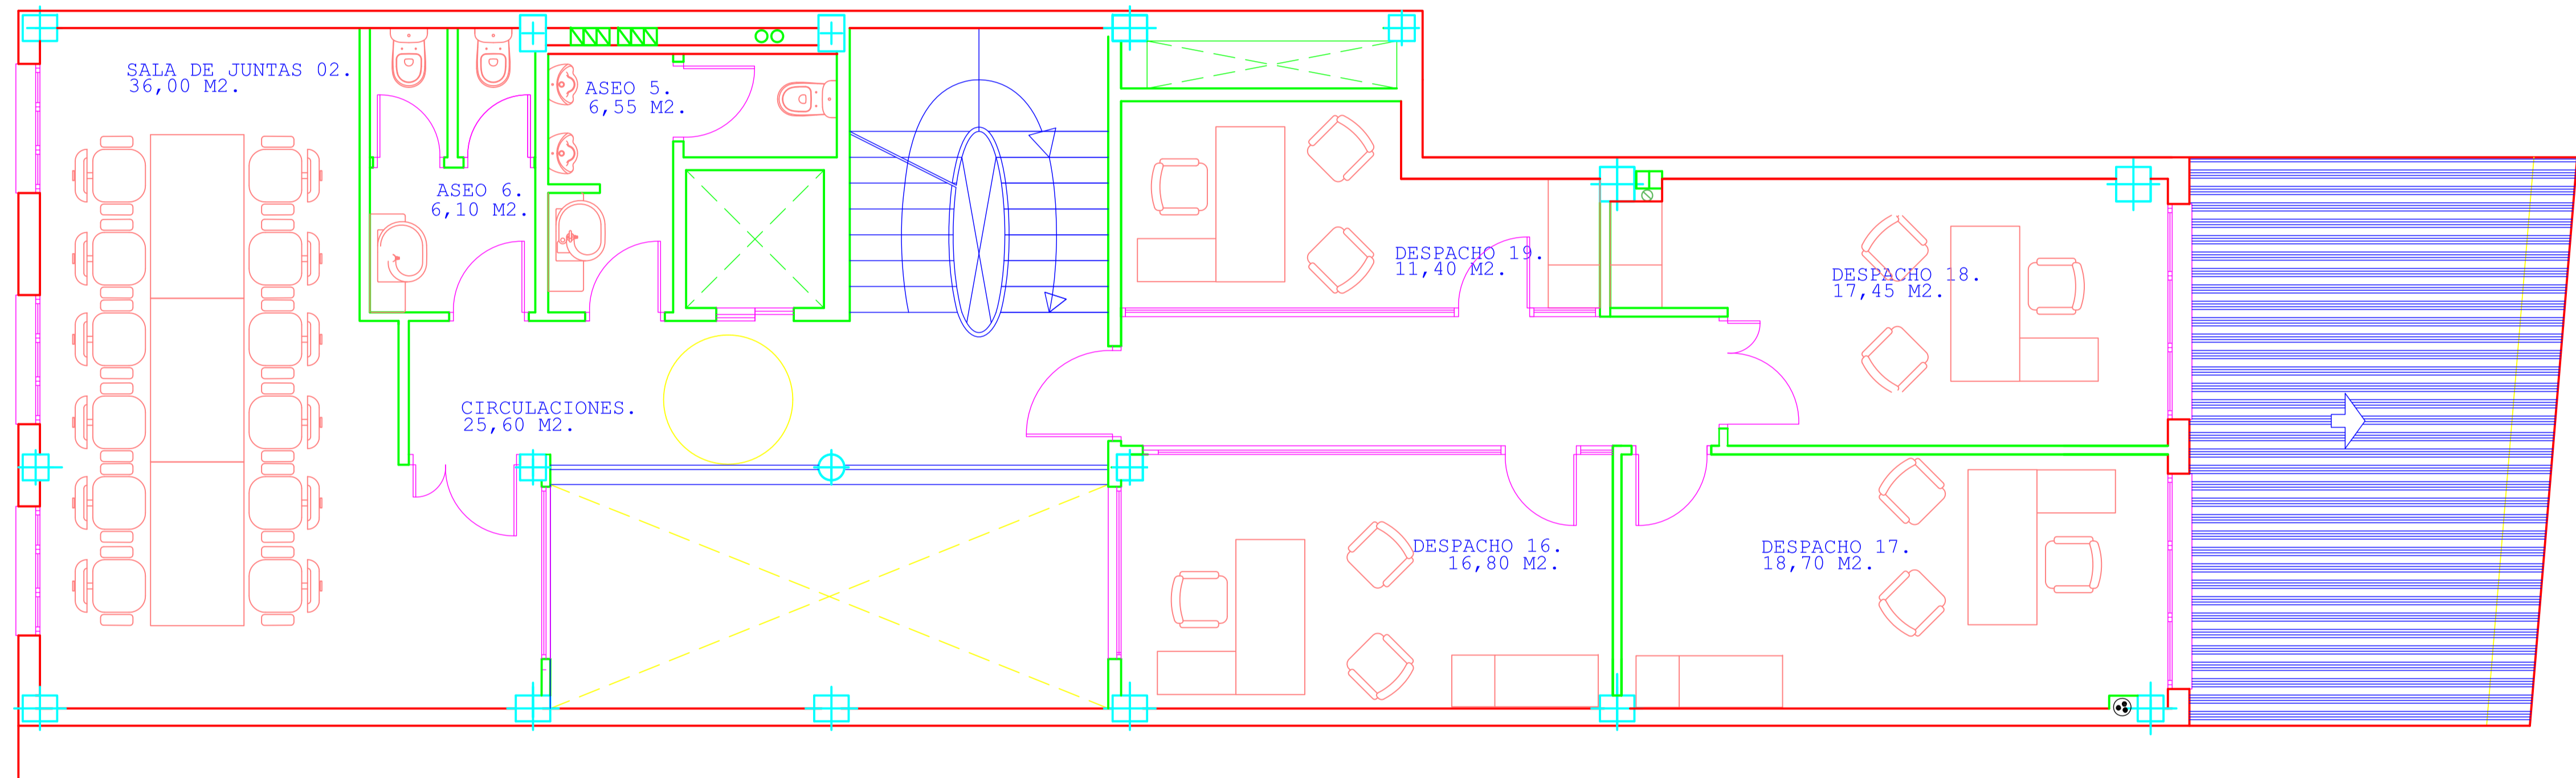 SALA DE JUNTAS 02.
36,00 M2.
ASEO 5.
6,55 M2.
ASEO 6.
6,10 M2.
DESPACHO 19.
11,40 M2.
DESPACHO 18.
17,45 M2.
CIRCULACIONES.
25,60 M2.
DESPACHO 16.
16,80 M2.
DESPACHO 17.
18,70 M2.